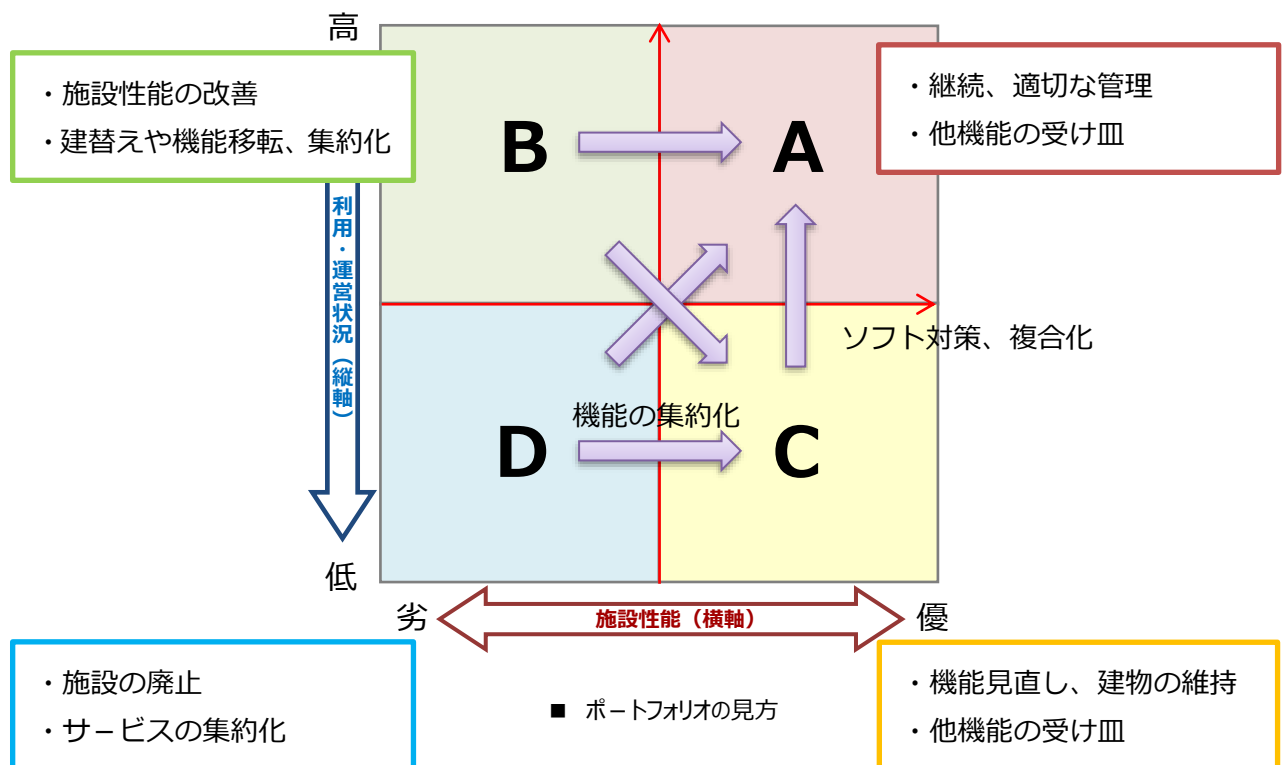 高
・施設性能の改善
・建替えや機能移転、集約化
・継続、適切な管理
・他機能の受け皿
B
A
利用・運営状況（縦軸）
ソフト対策、複合化
機能の集約化
D
C
低
劣
施設性能（横軸）
優
・施設の廃止
・サービスの集約化
■ ポートフォリオの見方
・機能見直し、建物の維持
・他機能の受け皿